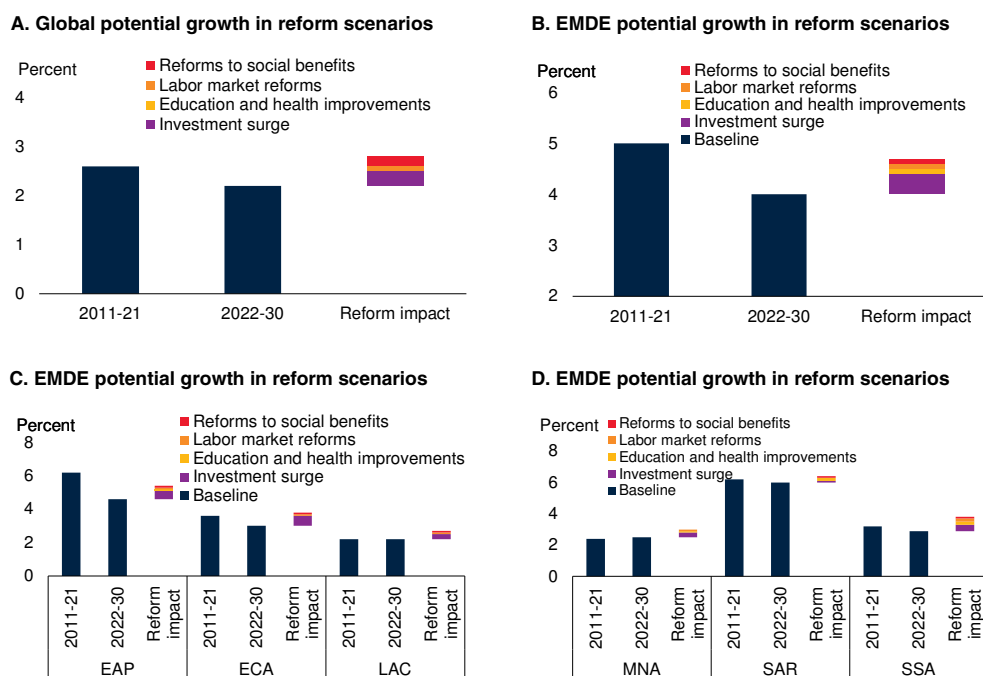 A. Global potential growth in reform scenarios
Percent
Reforms to social benefits
Labor market reforms
Education and health improvements
Investment surge
4
3
2
1
0
2011-21
2022-30
Reform impact
B. EMDE potential growth in reform scenarios
Percent
Reforms to social benefits
Labor market reforms
Education and health improvements
Investment surge
Baseline
6
5
4
3
2
2011-21
2022-30
Reform impact
C. EMDE potential growth in reform scenarios
Percent
Reforms to social benefits
Labor market reforms
Education and health improvements
Investment surge
Baseline
8
6
4
2
0
2011-21
2022-30
Reform
impact
2011-21
2022-30
Reform
impact
2011-21
2022-30
Reform
impact
EAP
ECA
LAC
D. EMDE potential growth in reform scenarios
Percent
Reforms to social benefits
Labor market reforms
Education and health improvements
Investment surge
Baseline
8
6
4
2
0
2011-21
2022-30
Reform
impact
2011-21
2022-30
Reform
impact
2011-21
2022-30
Reform
impact
MNA
SAR
SSA